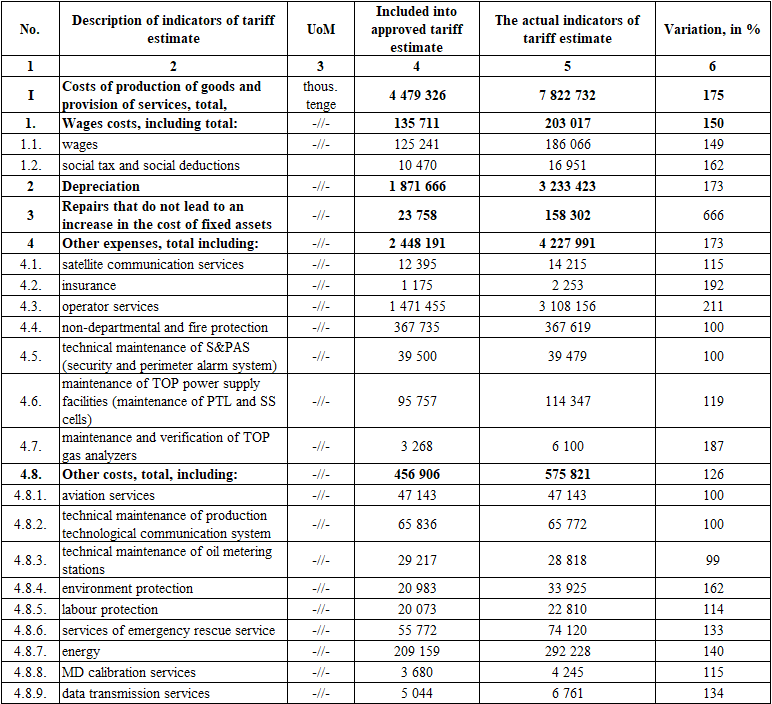 No. Description of indicators of tariff estimate UoM Included into approved tariff estimate The actual indicators of tariff estimate Variation, in %
1 2 3 4 5 6
I Costs of production of goods and provision of services, total, thous. tenge 4 479 326 7 822 732 175
1. Wages costs, including total: -//- 135 711 203 017 150
1.1. wages -//- 125 241 186 066 149
1.2. social tax and social deductions 10 470 16 951 162
2 Depreciation -//- 1 871 666 3 233 423 173
3 Repairs that do not lead to an increase in the cost of fixed assets -//- 23 758 158 302 666
4 Other expenses, total including: -//- 2 448 191 4 227 991 173
4.1. satellite communication services -//- 12 395 14 215 115
4.2. insurance -//- 1 175 2 253 192
4.3. operator services -//- 1 471 455 3 108 156 211
4.4. non-departmental and fire protection -//- 367 735 367 619 100
4.5. technical maintenance of S&PAS (security and perimeter alarm system) -//- 39 500 39 479 100
4.6. maintenance of TOP power supply facilities (maintenance of PTL and SS cells) -//- 95 757 114 347 119
4.7. maintenance and verification of TOP gas analyzers -//- 3 268 6 100 187
4.8. Other costs, total, including: -//- 456 906 575 821 126
4.8.1. aviation services -//- 47 143 47 143 100
4.8.2. technical maintenance of production technological communication system -//- 65 836 65 772 100
4.8.3. technical maintenance of oil metering stations -//- 29 217 28 818 99
4.8.4. environment protection -//- 20 983 33 925 162
4.8.5. labour protection -//- 20 073 22 810 114
4.8.6. services of emergency rescue service -//- 55 772 74 120 133
4.8.7. energy -//- 209 159 292 228 140
4.8.8. MD calibration services -//- 3 680 4 245 115
4.8.9. data transmission services -//- 5 044 6 761 134